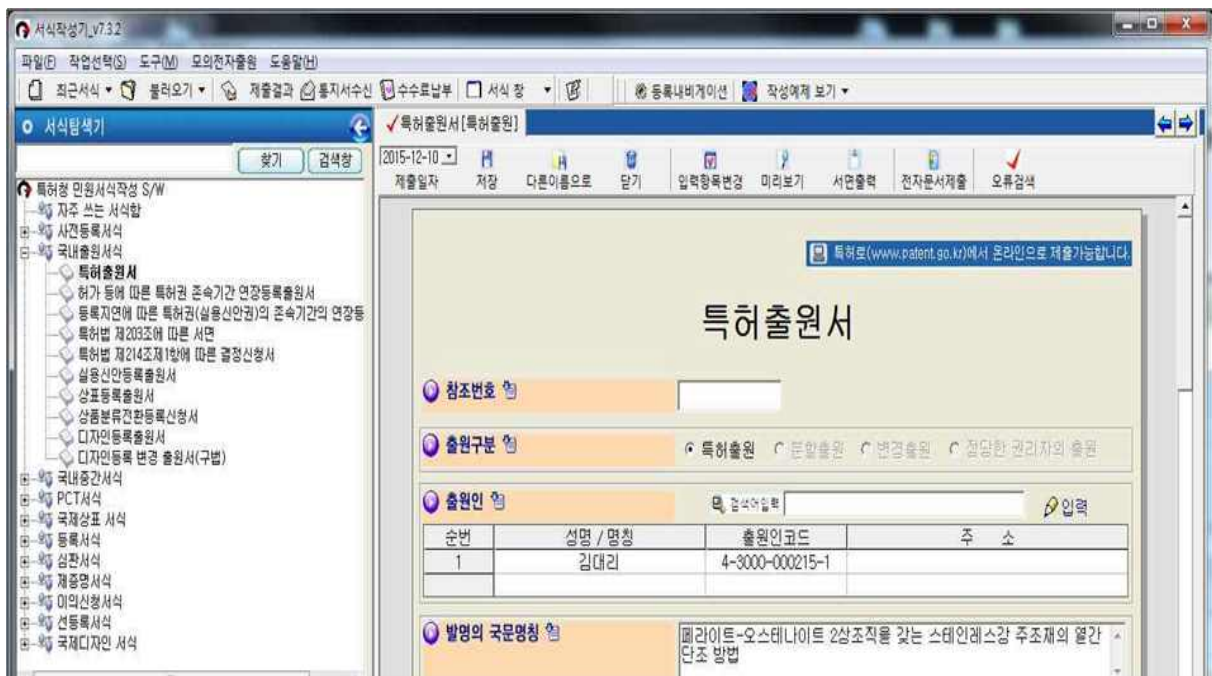 서식작성기_v7.3.2
파일(F) 작업선택(S) 도구(M) 모의전자출원 도움말(H)
최근서식 불러오기 제출결과 통지서수신 수수료납부 서식 창 등록내비게이션 작성예제 보기
서식탐색기
찾기 검색창
특허청 민원서식작성 S/W
자주 쓰는 서식함
사전등록서식
국내출원서식
특허출원서
허가 등에 따른 특허권 존속기간 연장등록출원서
등록지연에 따른 특허권(실용신안권)의 존속기간의 연장등
특허법 제203조에 따른 서면
특허법 제214조제1항에 따른 결정신청서
실용신안등록출원서
상표등록출원서
상품분류전환등록신청서
디자인등록출원서
디자인등록 변경 출원서(구법)
국내중간서식
PCT서식
국제상표 서식
등록서식
심판서식
제증명서식
이의신청서식
선등록서식
국제디자인 서식
특허출원서[특허출원]
2015-12-10
제출일자 저장 다른이름으로 닫기 입력항목변경 미리보기 서면출력 전자문서제출 오류검색
특허로(www.patent.go.kr)에서 온라인으로 제출가능합니다.
특허출원서
참조번호
출원구분 특허출원 분할출원 변경출원 정당한 권리자의 출원
출원인 검색어입력 입력
순번 성명 / 명칭 출원인코드 주 소
1 김대리 4-3000-000215-1
발명의 국문명칭 페라이트-오스테나이트 2상조직을 갖는 스테인레스강 주조재의 열간
단조 방법